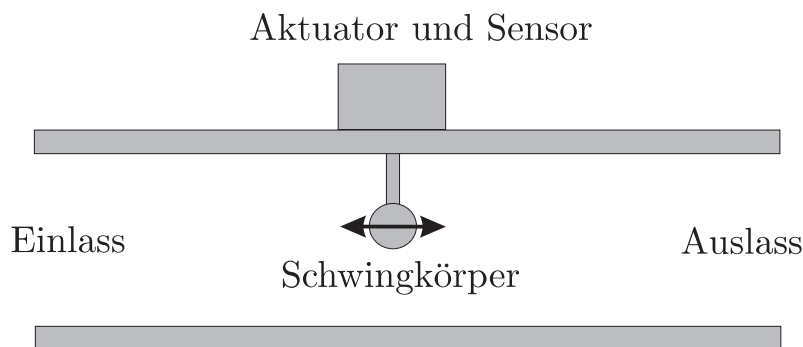 Aktuator und Sensor
Einlass
Auslass
Schwingkörper